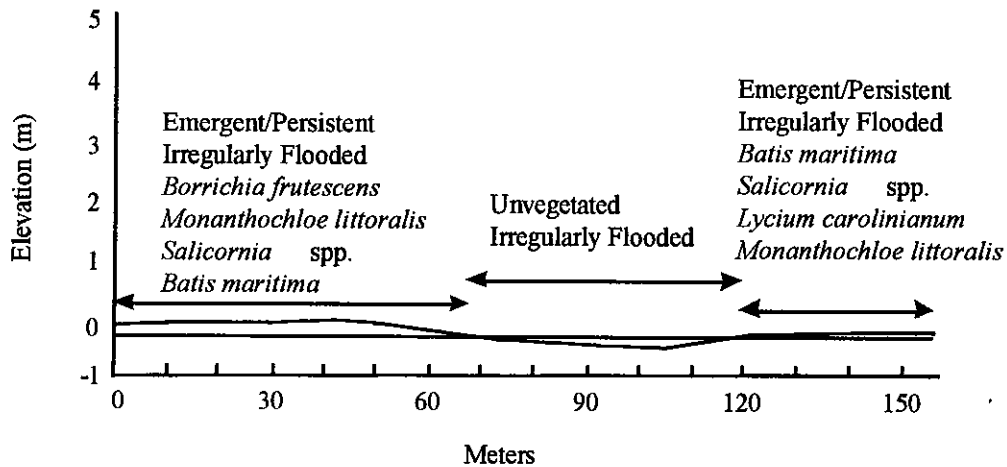 5
4
3
2
1
0
-1
Elevation (m)
Emergent/Persistent
Irregularly Flooded
Borrichia frutescens
Monanthochloe littoralis
Salicornia spp.
Batis maritima
Unvegetated
Irregularly Flooded
Emergent/Persistent
Irregularly Flooded
Batis maritima
Salicornia spp.
Lycium carolinianum
Monanthochloe littoralis
0 30 60 90 120 150
Meters